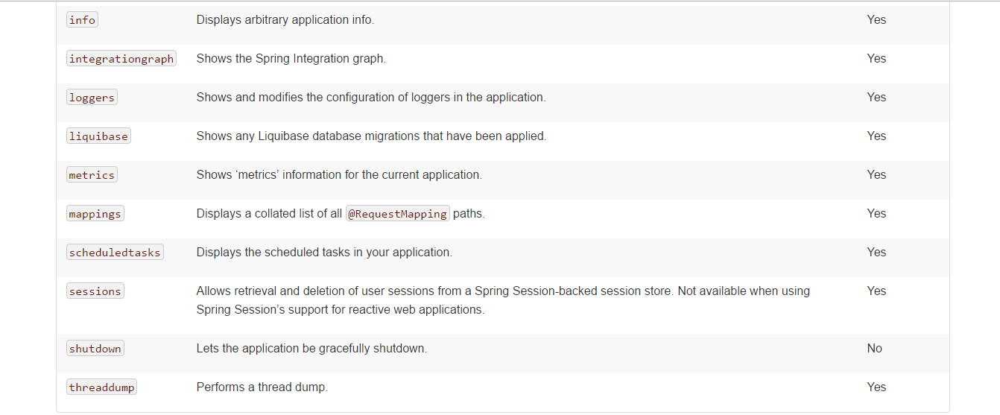 info Displays arbitrary application info. Yes
integrationgraph Shows the Spring Integration graph. Yes
loggers Shows and modifies the configuration of loggers in the application. Yes
liquibase Shows any Liquibase database migrations that have been applied. Yes
metrics Shows ‘metrics’ information for the current application. Yes
mappings Displays a collated list of all @RequestMapping paths. Yes
scheduledtasks Displays the scheduled tasks in your application. Yes
sessions Allows retrieval and deletion of user sessions from a Spring Session-backed session store. Not available when using Yes
Spring Session’s support for reactive web applications.
shutdown Lets the application be gracefully shutdown. No
threaddump Performs a thread dump. Yes